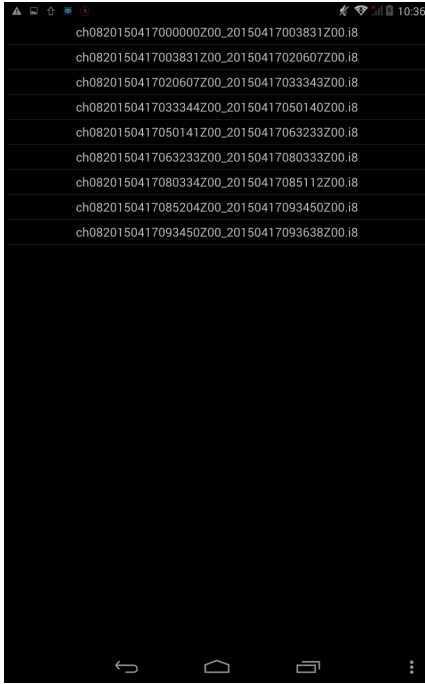 10:36
ch0820150417000000Z00_20150417003831Z00.i8
ch0820150417003831Z00_20150417020607Z00.i8
ch0820150417020607Z00_20150417033343Z00.i8
ch0820150417033344Z00_20150417050140Z00.i8
ch0820150417050141Z00_20150417063233Z00.i8
ch0820150417063233Z00_20150417080333Z00.i8
ch0820150417080334Z00_20150417085112Z00.i8
ch0820150417085204Z00_20150417093450Z00.i8
ch0820150417093450Z00_20150417093638Z00.i8